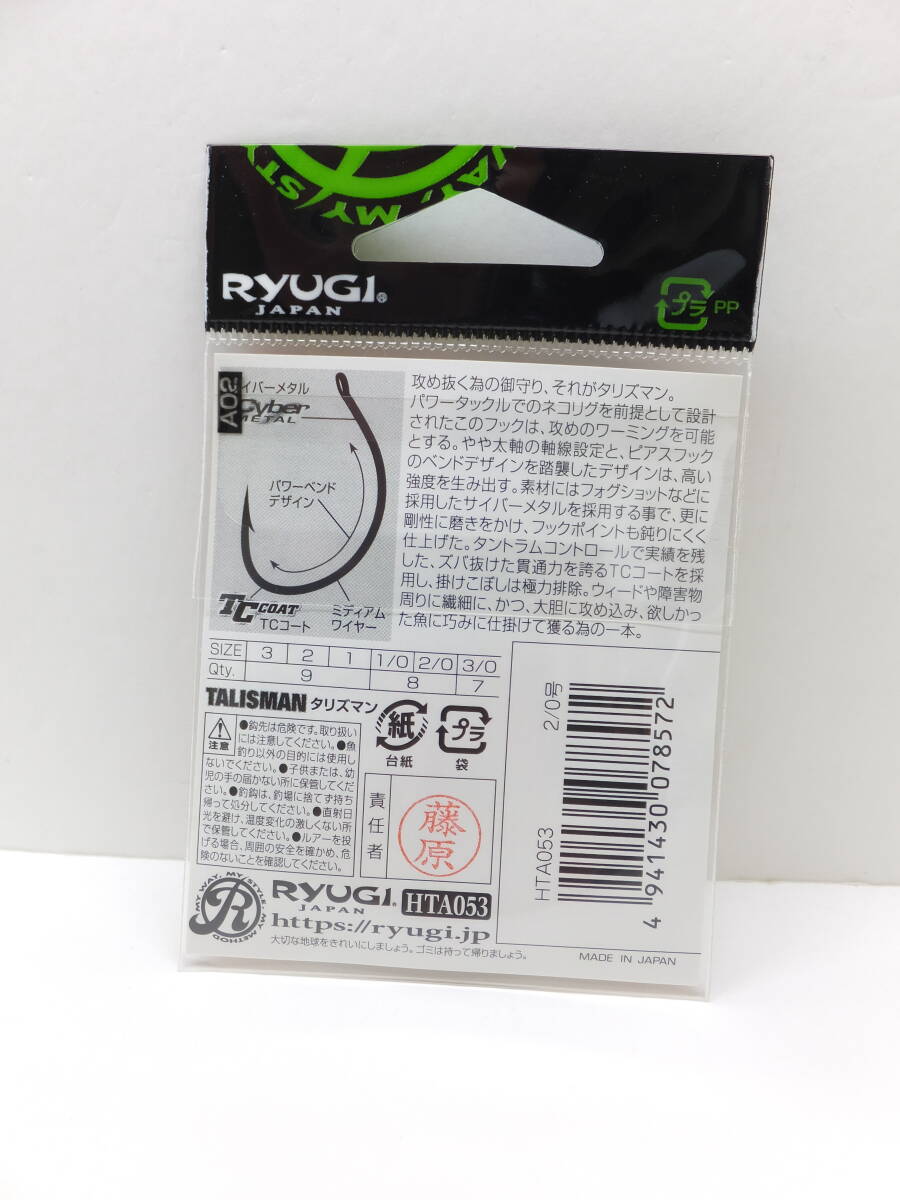 WAY, MY ST
RYUGI®
JAPAN
プラ PP
A02
イバーメタル
Cyber
METAL
パワーベンド
デザイン
TC COAT
TCコート
ミディアム
ワイヤー
攻め抜く為の御守り、それがタリズマン。
パワータックルでのネコリグを前提として設計
されたこのフックは、攻めのワーミングを可能
とする。やや太軸の軸線設定と、ピアスフック
のベンドデザインを踏襲したデザインは、高い
強度を生み出す。素材にはフォグショットなどに
採用したサイバーメタルを採用する事で、更に
剛性に磨きをかけ、フックポイントも鈍りにくく
仕上げた。タントラムコントロールで実績を残
した、ズバ抜けた貫通力を誇るTCコートを採
用し、掛けこぼしは極力排除。ウィードや障害物
周りに繊細に、かつ、大胆に攻め込み、欲しかっ
た魚に巧みに仕掛けて獲る為の一本。
SIZE 3 2 1 1/0 2/0 3/0
Qty. 9 8 7
TALISMAN タリズマン
注意
●鈎先は危険です。取り扱い
には注意してください。●魚
釣り以外の目的には使用し
ないでください。●子供または、幼
児の手の届かない所に保管してくだ
さい。●釣鈎は、釣場に捨てず持ち
帰って処分してください。●直射日
光を避け、温度変化の激しくない所
で保管してください。●ルアーを投
げる場合、周囲の安全を確かめ、危
険のないことを確認してください。
紙
台紙
プラ
袋
責任者
藤原
2/0号
HTA053
4 941430 078572
MY WAY, MY STYLE, MY METHOD
R
RYUGI®
JAPAN
HTA053
https://ryugi.jp
大切な地球をきれいにしましょう。ゴミは持って帰りましょう。
MADE IN JAPAN